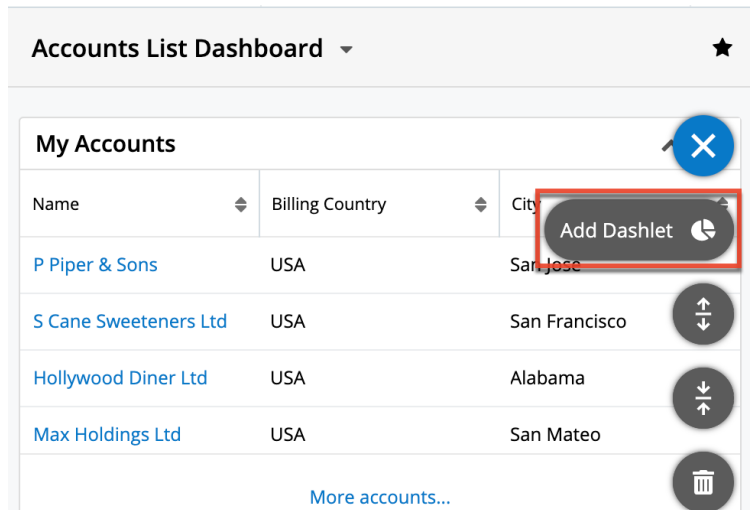 Accounts List Dashboard
My Accounts
Name Billing Country City
Add Dashlet
P Piper & Sons USA San Jose
S Cane Sweeteners Ltd USA San Francisco
Hollywood Diner Ltd USA Alabama
Max Holdings Ltd USA San Mateo
More accounts...